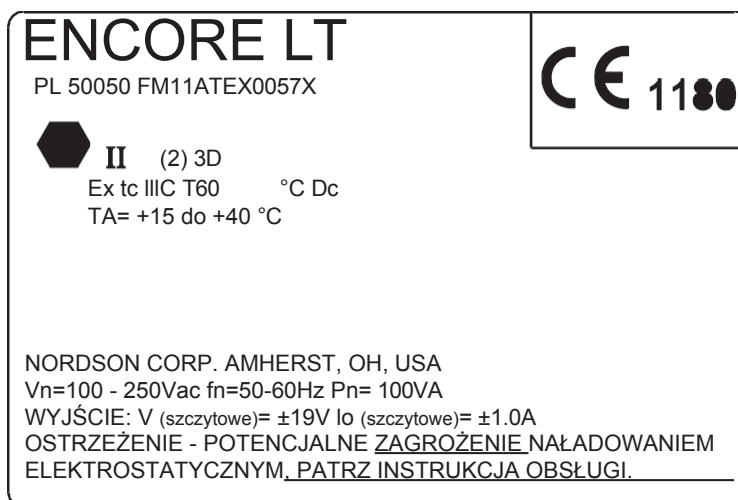 ENCORE LT
PL 50050 FM11ATEX0057X
CE 1180
II (2) 3D
Ex tc lllC T60 °C Dc
TA= +15 do +40 °C
NORDSON CORP. AMHERST, OH, USA
Vn=100 - 250Vac fn=50-60Hz Pn= 100VA
WYJŚCIE: V (szczytowe)= ±19V Io (szczytowe)= ±1.0A
OSTRZEŻENIE - POTENCJALNE ZAGROŻENIE NAŁADOWANIEM
ELEKTROSTATYCZNYM, PATRZ INSTRUKCJA OBSŁUGI.